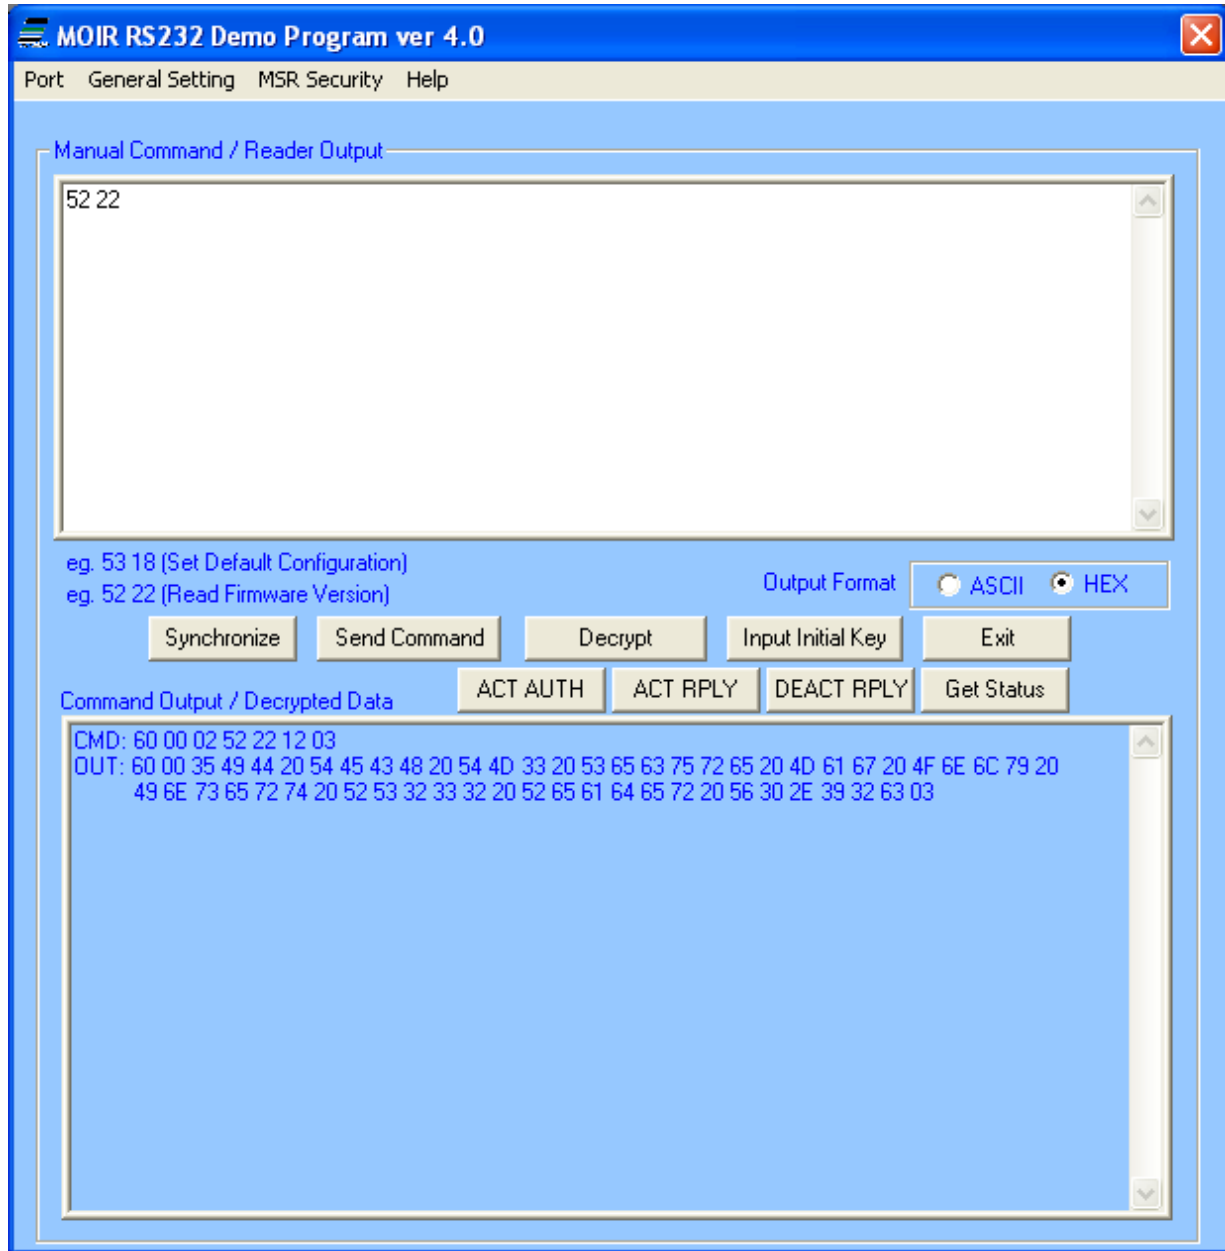 MOIR RS232 Demo Program ver 4.0
Port General Setting MSR Security Help
Manual Command / Reader Output
52 22
eg. 53 18 (Set Default Configuration)
eg. 52 22 (Read Firmware Version)
Output Format ASCII HEX
Synchronize Send Command Decrypt Input Initial Key Exit
ACT AUTH ACT RPLY DEACT RPLY Get Status
Command Output / Decrypted Data
CMD: 60 00 02 52 22 12 03
OUT: 60 00 35 49 44 20 54 45 43 48 20 54 4D 33 20 53 65 63 75 72 65 20 4D 61 67 20 4F 6E 6C 79 20
49 6E 73 65 72 74 20 52 53 32 33 32 20 52 65 61 64 65 72 20 56 30 2E 39 32 63 03